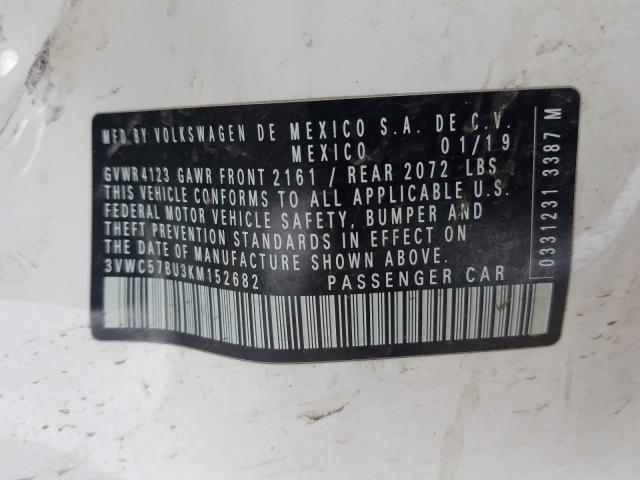 MFD BY VOLKSWAGEN DE MEXICO S.A. DE C.V.
MEXICO 01/19
GVWR4123 GAWR FRONT 2161 / REAR 2072 LBS
THIS VEHICLE CONFORMS TO ALL APPLICABLE U.S.
FEDERAL MOTOR VEHICLE SAFETY, BUMPER AND
THEFT PREVENTION STANDARDS IN EFFECT ON
THE DATE OF MANUFACTURE SHOWN ABOVE.
3VWC57BU3KM152682 PASSENGER CAR
0331231 3387 M